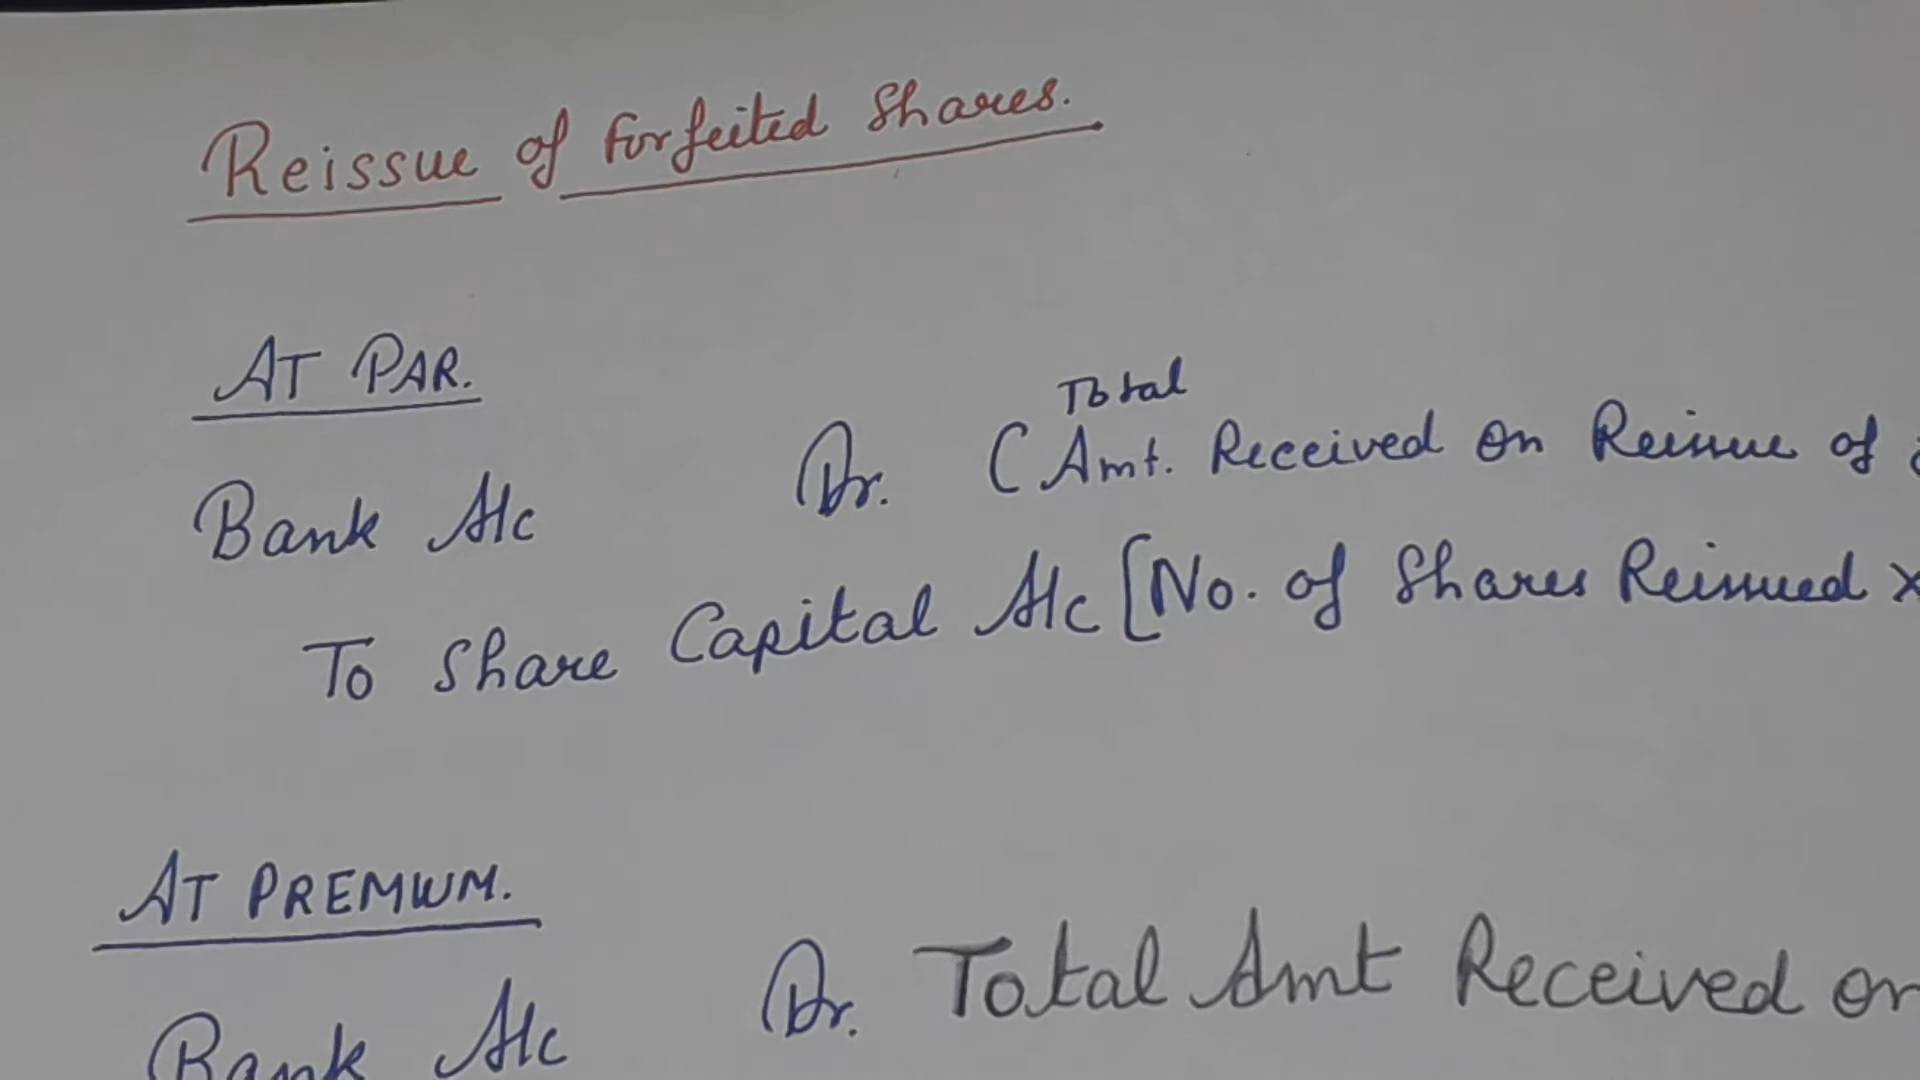 Reissue of Forfeited Shares.
AT PAR.
Total
Bank A/c Dr. (Amt. Received on Reissue of
To Share Capital A/c [No. of Shares Reissued x
AT PREMIUM.
Bank A/c Dr. Total Amt Received on